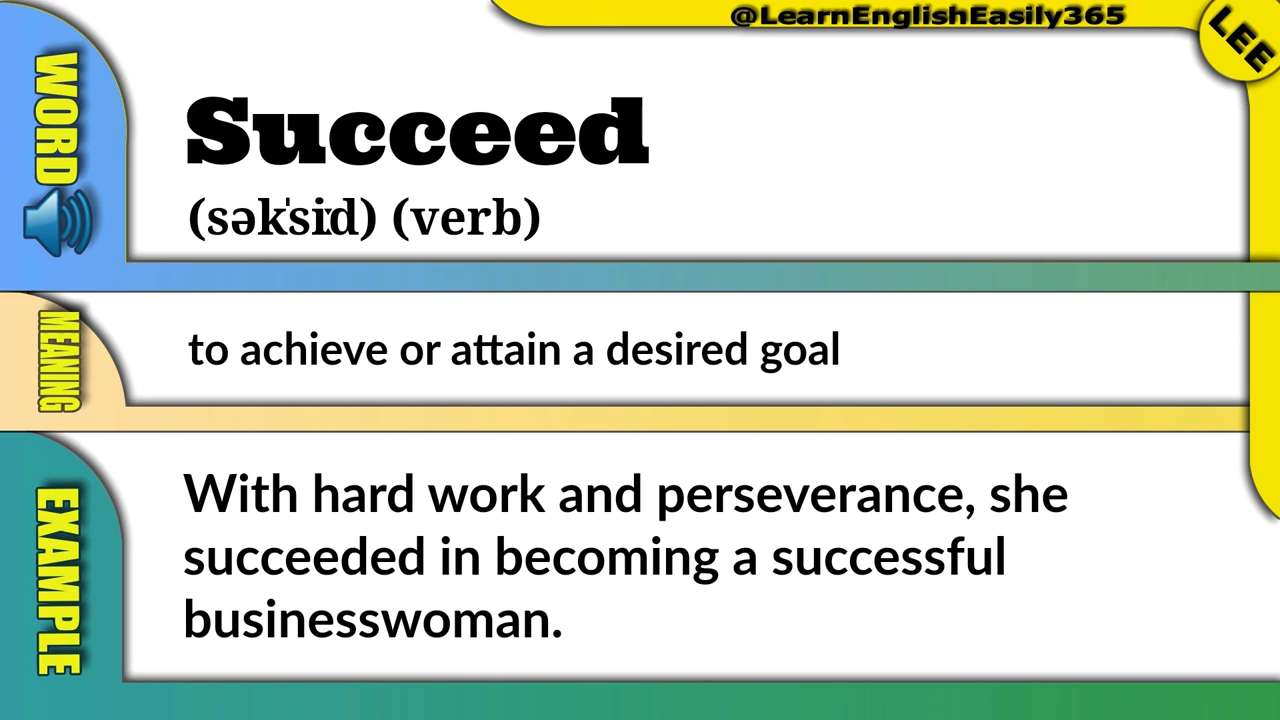 @LearnEnglishEasily365
LEE
WORD
Succeed
(səkˈsid) (verb)
MEANING
to achieve or attain a desired goal
EXAMPLE
With hard work and perseverance, she
succeeded in becoming a successful
businesswoman.